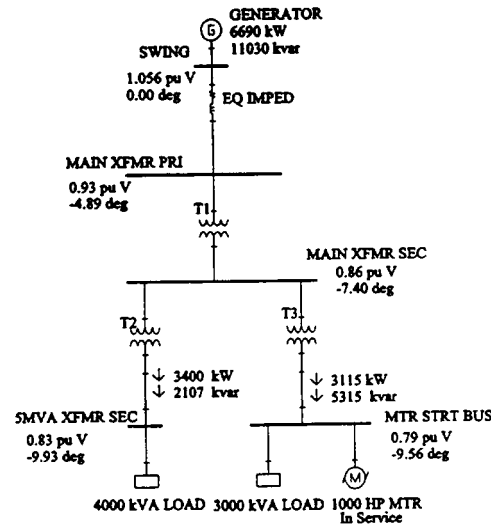 GENERATOR
G
6690 kW
11030 kvar
SWING
1.056 pu V
0.00 deg
EQ IMPED
MAIN XFMR PRI
0.93 pu V
-4.89 deg
T1
MAIN XFMR SEC
0.86 pu V
-7.40 deg
T2
T3
3400 kW
2107 kvar
3115 kW
5315 kvar
5MVA XFMR SEC
0.83 pu V
-9.93 deg
MTR STRT BUS
0.79 pu V
-9.56 deg
M
4000 kVA LOAD
3000 kVA LOAD
1000 HP MTR
In Service